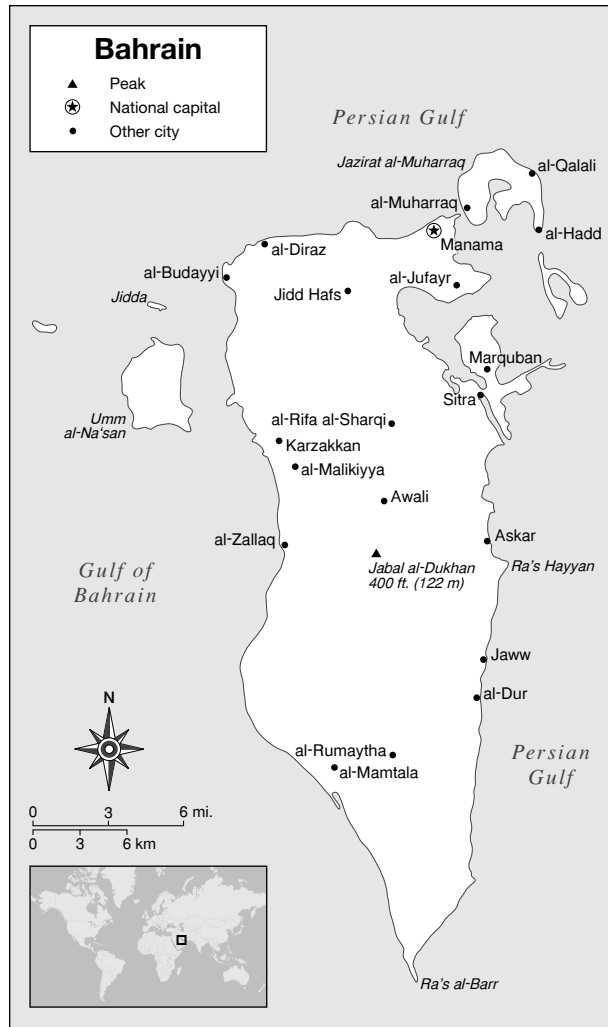 Bahrain
Peak
National capital
Other city
Persian Gulf
Jazirat al-Muharraq
al-Qalali
al-Muharraq
al-Hadd
Manama
al-Diraz
al-Budayyi
al-Jufayr
Jidd Hafs
Jidda
Marquban
Sitra
Umm
al-Na‘san
al-Rifa al-Sharqi
Karzakkan
al-Malikiyya
Awali
al-Zallaq
Askar
Jabal al-Dukhan
400 ft. (122 m)
Ra's Hayyan
Gulf of
Bahrain
Jaww
al-Dur
N
al-Rumaytha
al-Mamtala
Persian
Gulf
0 3 6 mi.
0 3 6 km
Ra's al-Barr